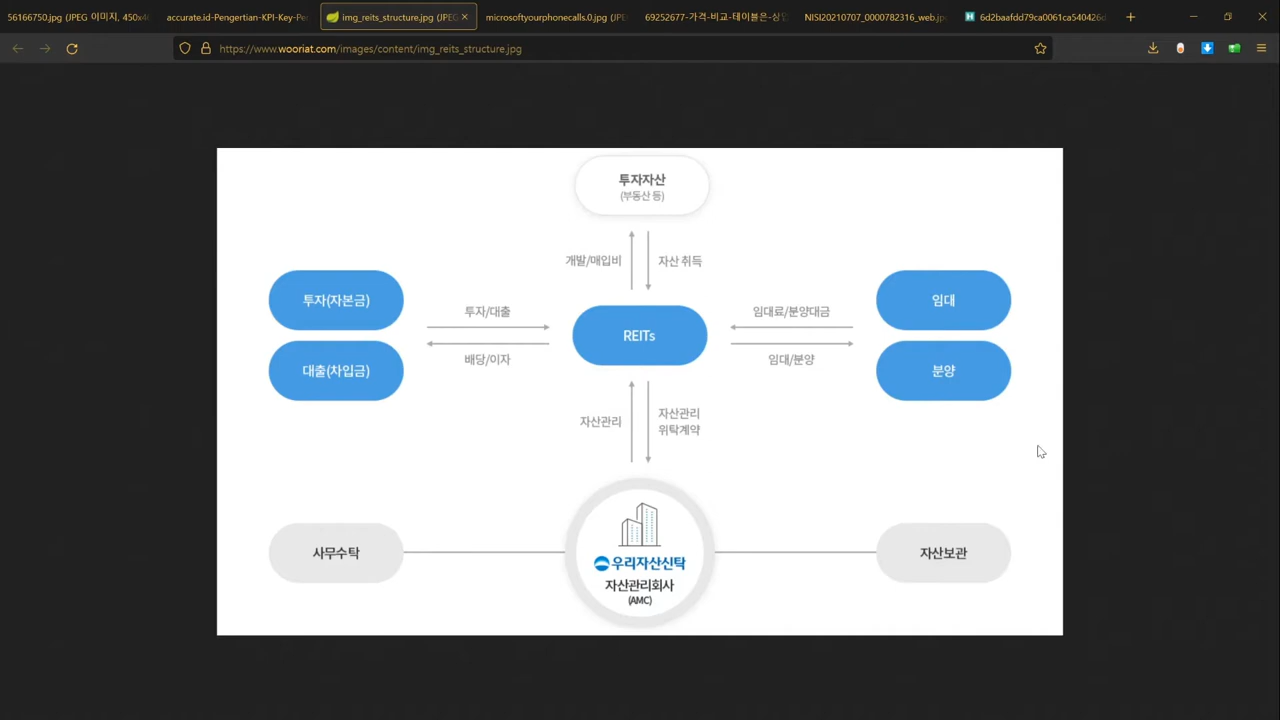 56166750.jpg (JPEG 이미지, 450x4
accurate.id-Pengertian-KPI-Key-Pe
img_reits_structure.jpg (JPEG
microsoftyourphonecalls.0.jpg (JPE
69252677-가격-비교-테이블은-상
NISI20210707_0000782316_web.jp
6d2baafdd79ca0061ca540426d
https://www.wooriat.com/images/content/img_reits_structure.jpg
투자자산
(부동산 등)
개발/매입비
자산 취득
투자(자본금)
대출(차입금)
투자/대출
배당/이자
REITs
임대료/분양대금
임대/분양
임대
분양
자산관리
자산관리
위탁계약
사무수탁
우리자산신탁
자산관리회사
(AMC)
자산보관